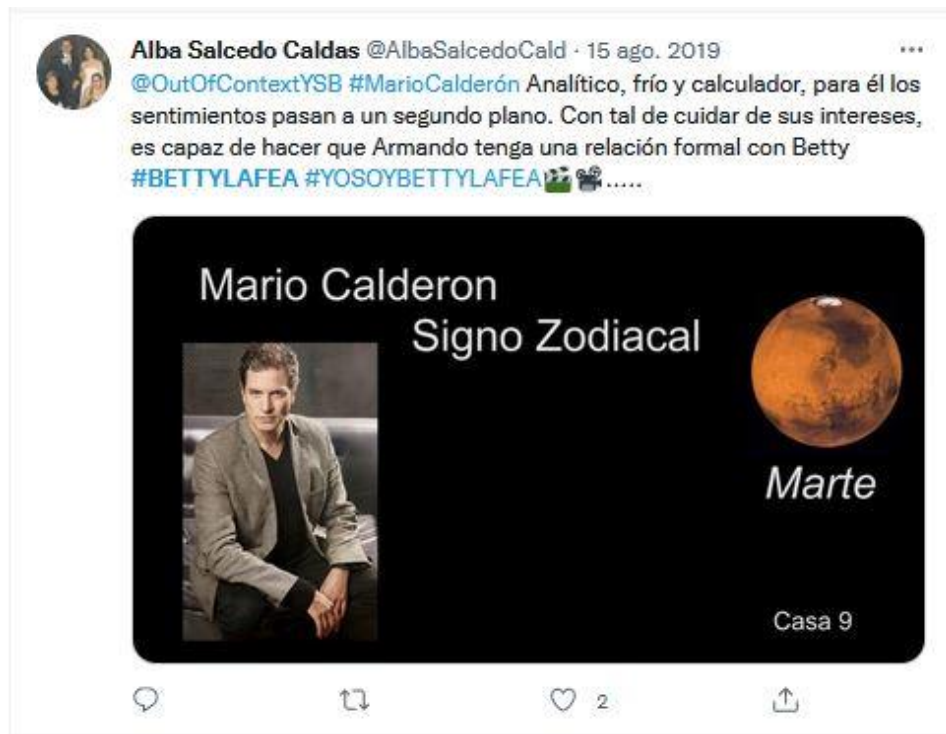 Alba Salcedo Caldas @AlbaSalcedoCald · 15 ago. 2019
@OutOfContextYSB #MarioCalderón Analítico, frío y calculador, para él los
sentimientos pasan a un segundo plano. Con tal de cuidar de sus intereses,
es capaz de hacer que Armando tenga una relación formal con Betty
#BETTYLAFEA #YOSOYBETTYLAFEA🎬📽.....
Mario Calderon
Signo Zodiacal
Marte
Casa 9
2